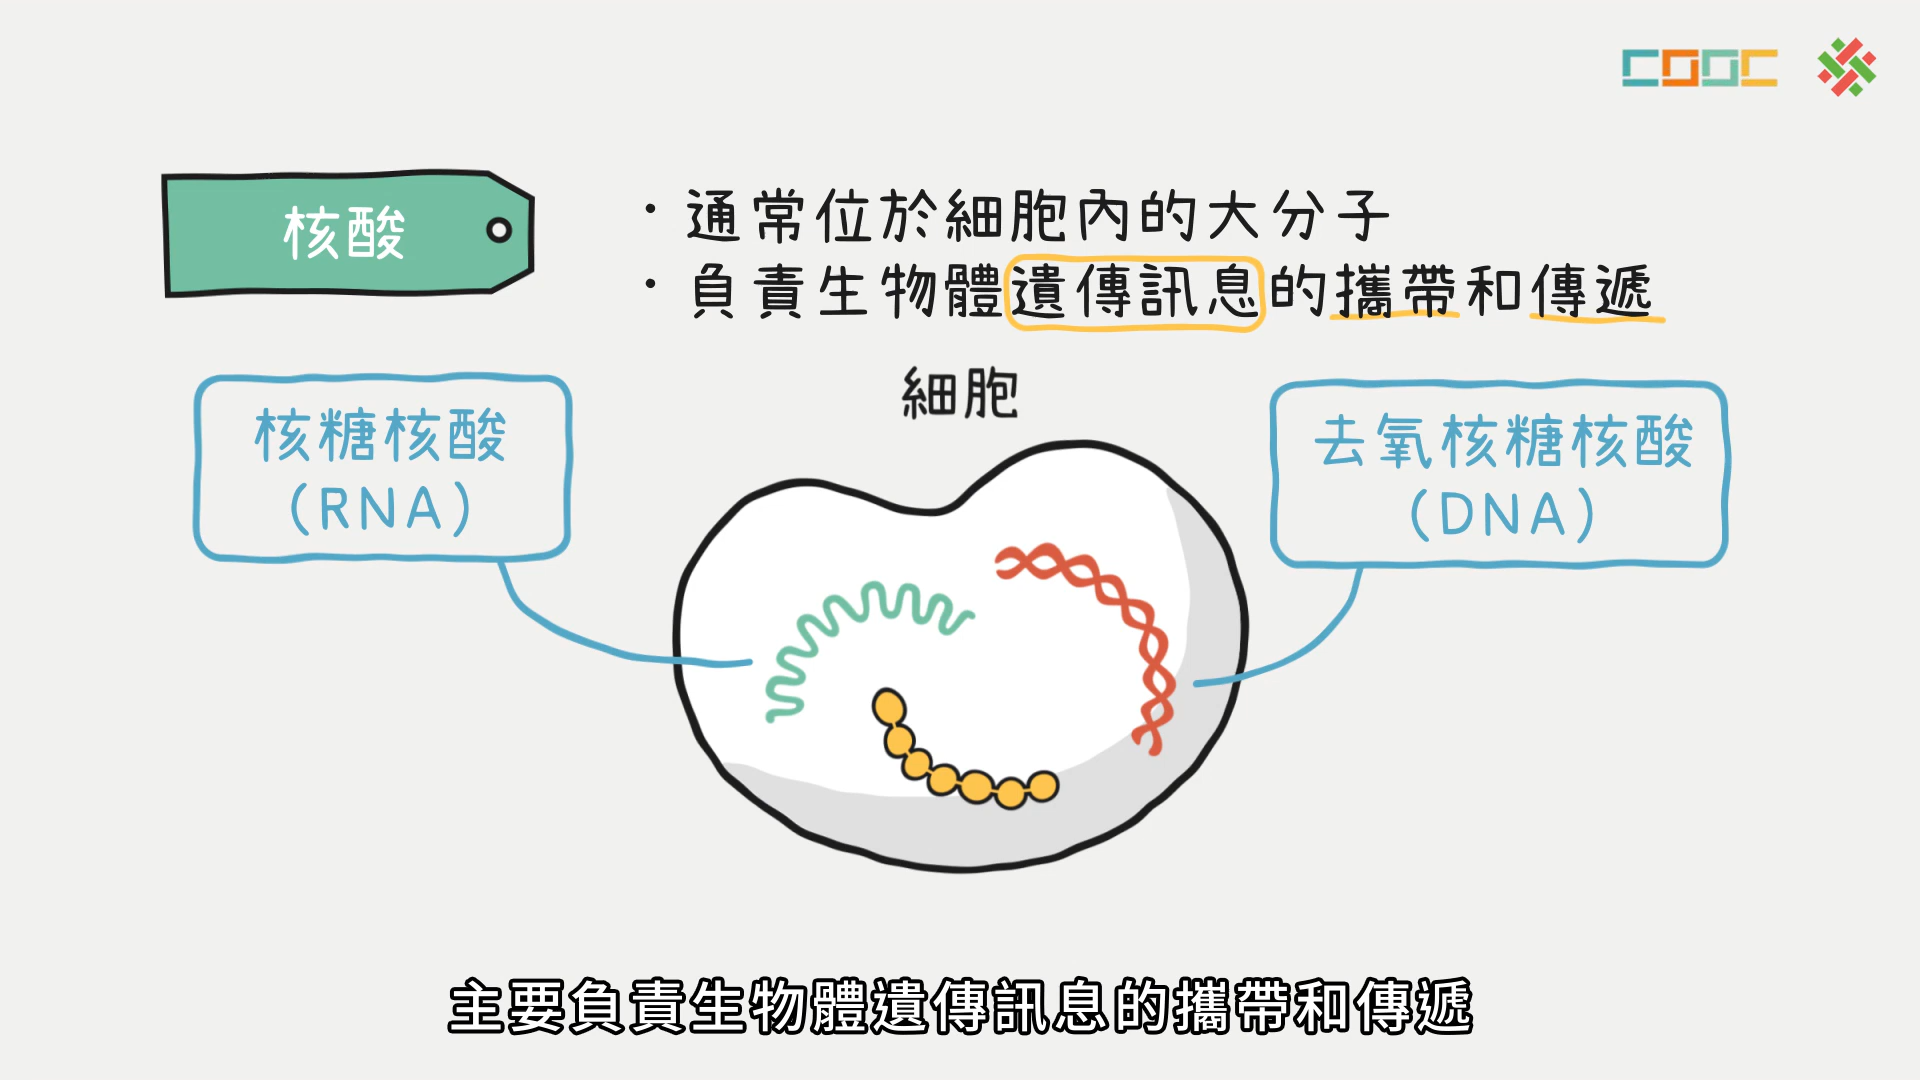 COOC
核酸
・通常位於細胞內的大分子
・負責生物體遺傳訊息的攜帶和傳遞
核糖核酸
(RNA)
細胞
去氧核糖核酸
(DNA)
主要負責生物體遺傳訊息的攜帶和傳遞